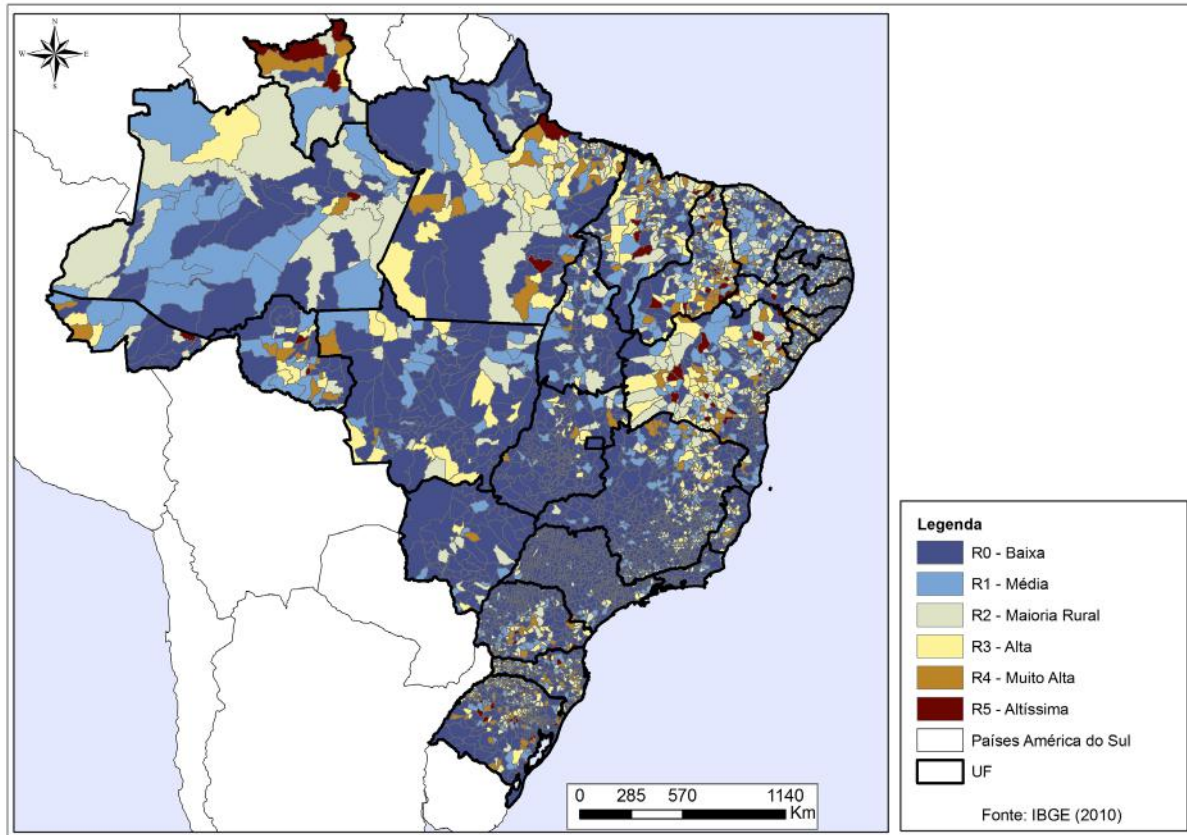 N
W
E
S
Legenda
R0 - Baixa
R1 - Média
R2 - Maioria Rural
R3 - Alta
R4 - Muito Alta
R5 - Altíssima
Países América do Sul
UF
0 285 570 1140
Km
Fonte: IBGE (2010)